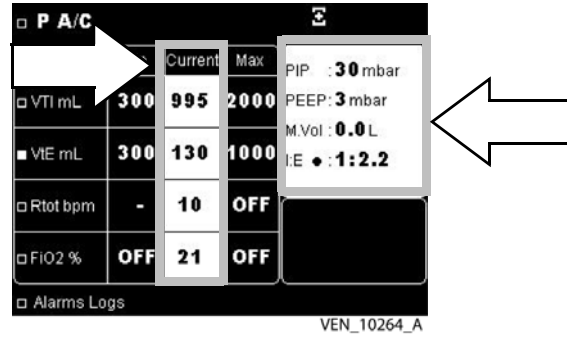 P A/C
Current Max
VTI mL 300 995 2000
VtE mL 300 130 1000
Rtot bpm - 10 OFF
FiO2 % OFF 21 OFF
PIP : 30 mbar
PEEP: 3 mbar
M.Vol : 0.0 L
I:E ● : 1:2.2
Alarms Logs
VEN_10264_A